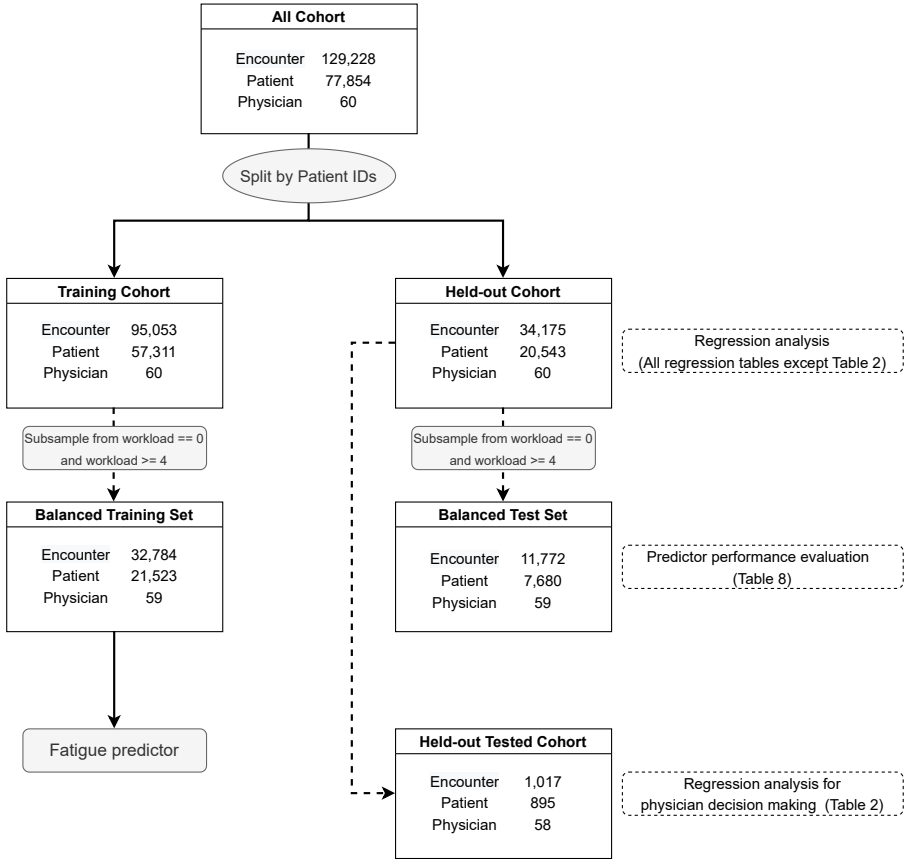 All Cohort
Encounter 129,228
Patient 77,854
Physician 60
Split by Patient IDs
Training Cohort
Encounter 95,053
Patient 57,311
Physician 60
Held-out Cohort
Encounter 34,175
Patient 20,543
Physician 60
Regression analysis
(All regression tables except Table 2)
Subsample from workload == 0
and workload >= 4
Subsample from workload == 0
and workload >= 4
Balanced Training Set
Encounter 32,784
Patient 21,523
Physician 59
Balanced Test Set
Encounter 11,772
Patient 7,680
Physician 59
Predictor performance evaluation
(Table 8)
Fatigue predictor
Held-out Tested Cohort
Encounter 1,017
Patient 895
Physician 58
Regression analysis for
physician decision making (Table 2)